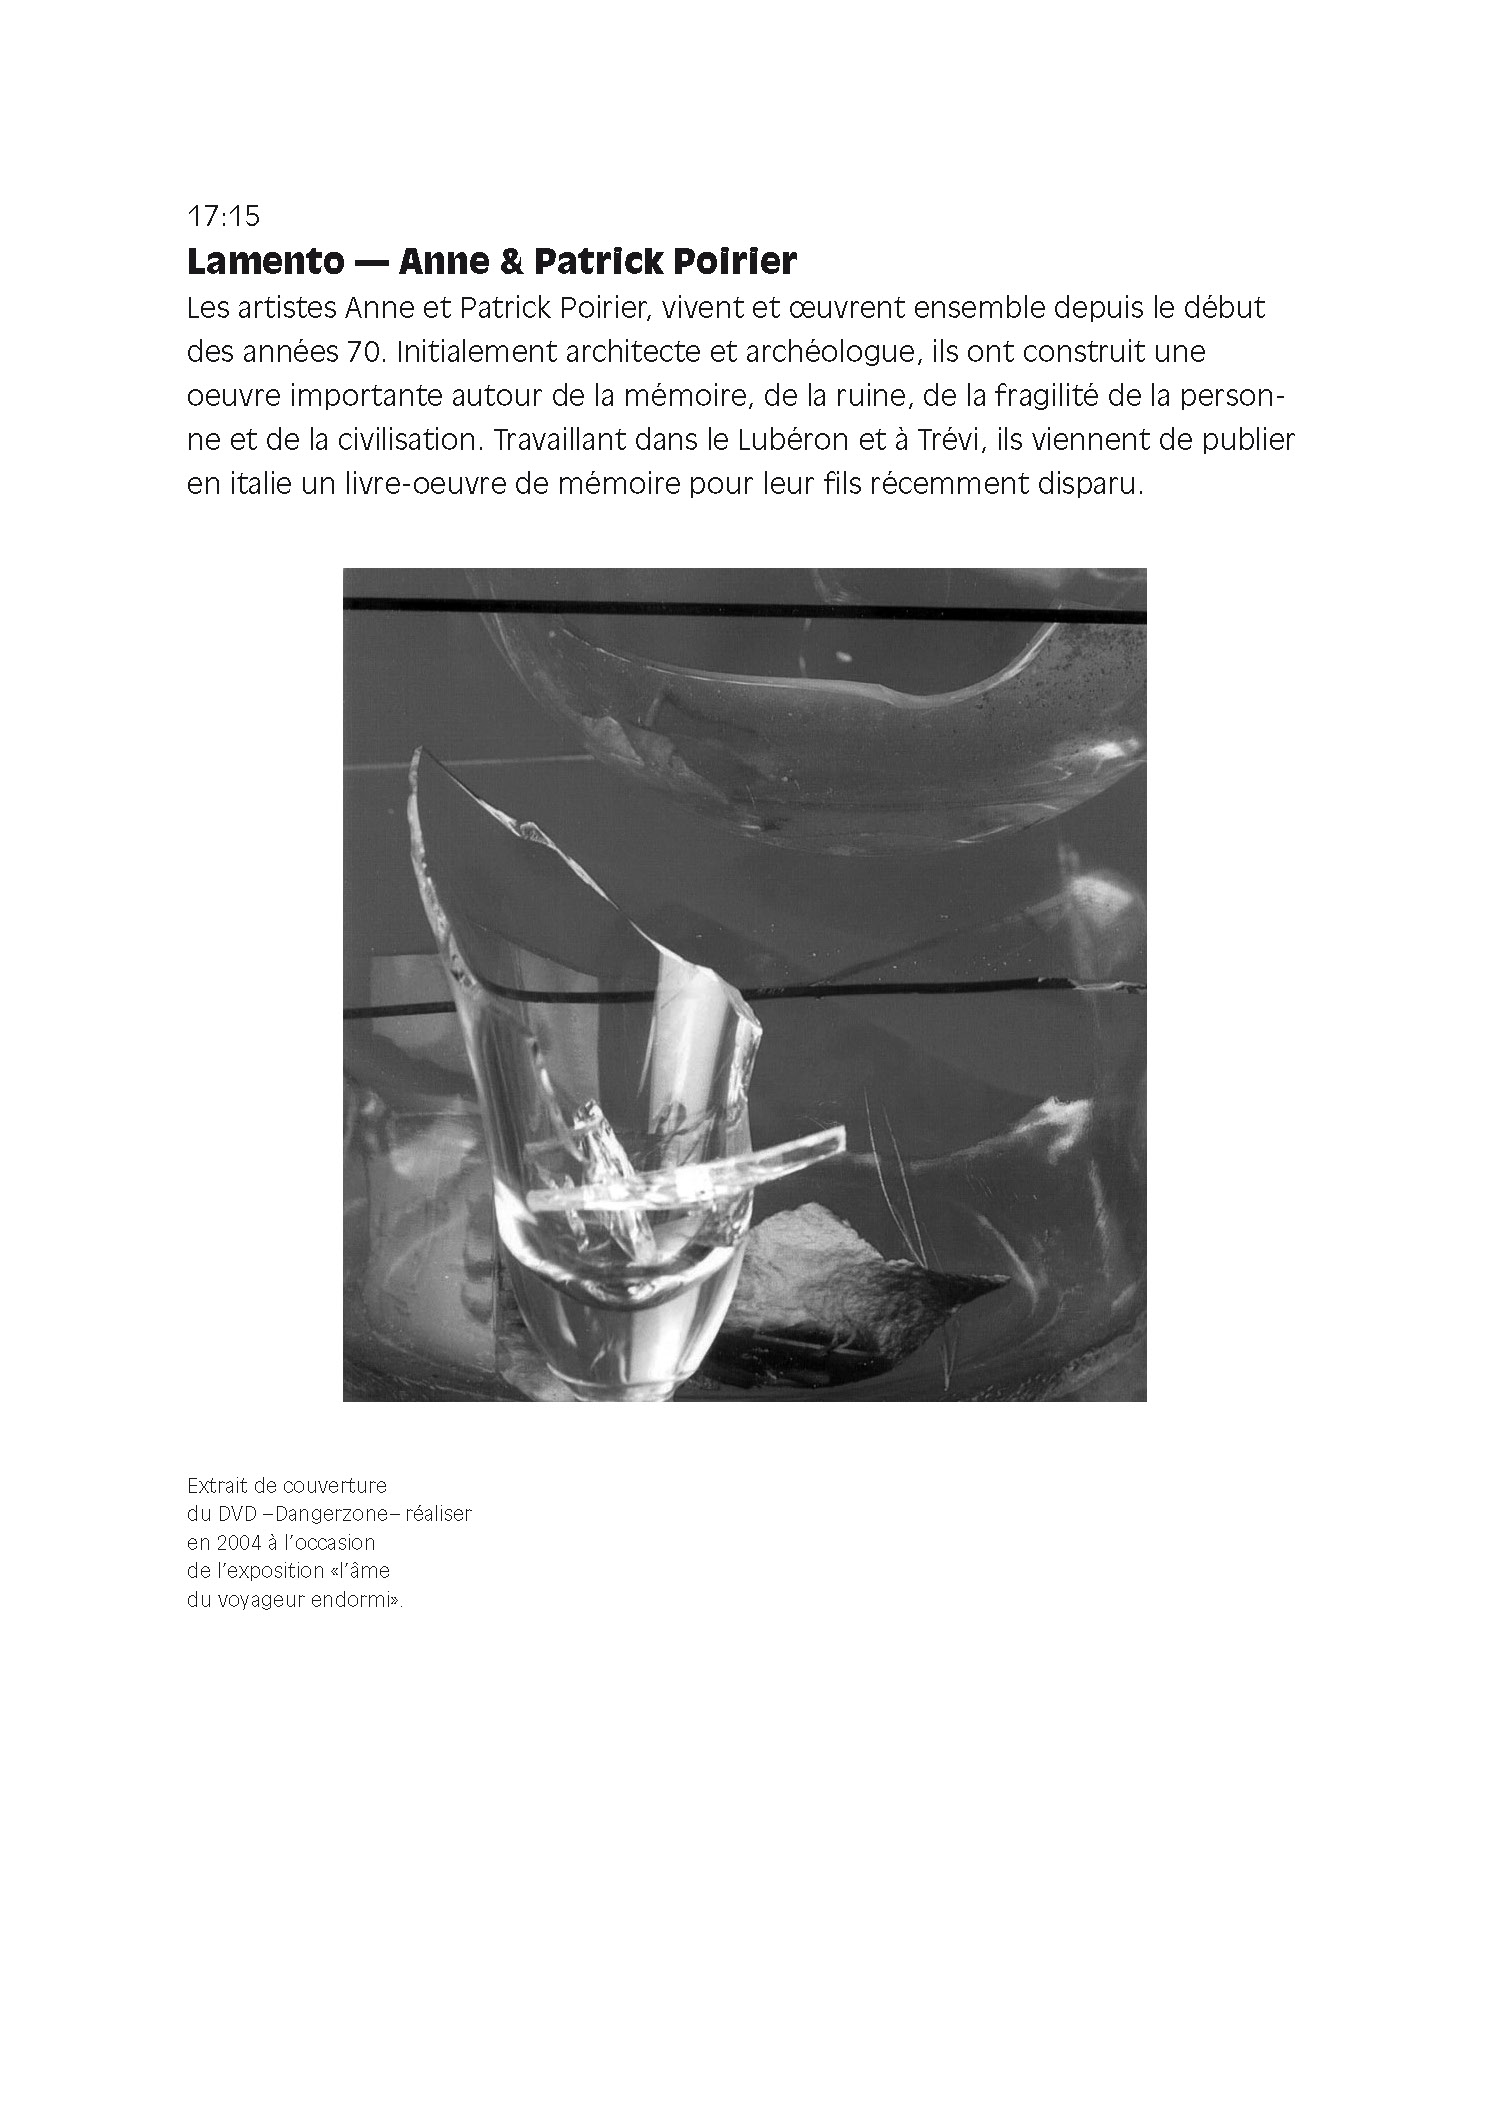 17:15
Lamento — Anne & Patrick Poirier
Les artistes Anne et Patrick Poirier, vivent et œuvrent ensemble depuis le début
des années 70. Initialement architecte et archéologue, ils ont construit une
oeuvre importante autour de la mémoire, de la ruine, de la fragilité de la person-
ne et de la civilisation. Travaillant dans le Lubéron et à Trévi, ils viennent de publier
en italie un livre-oeuvre de mémoire pour leur fils récemment disparu.
Extrait de couverture
du DVD –Dangerzone– réaliser
en 2004 à l'occasion
de l'exposition «l'âme
du voyageur endormi».